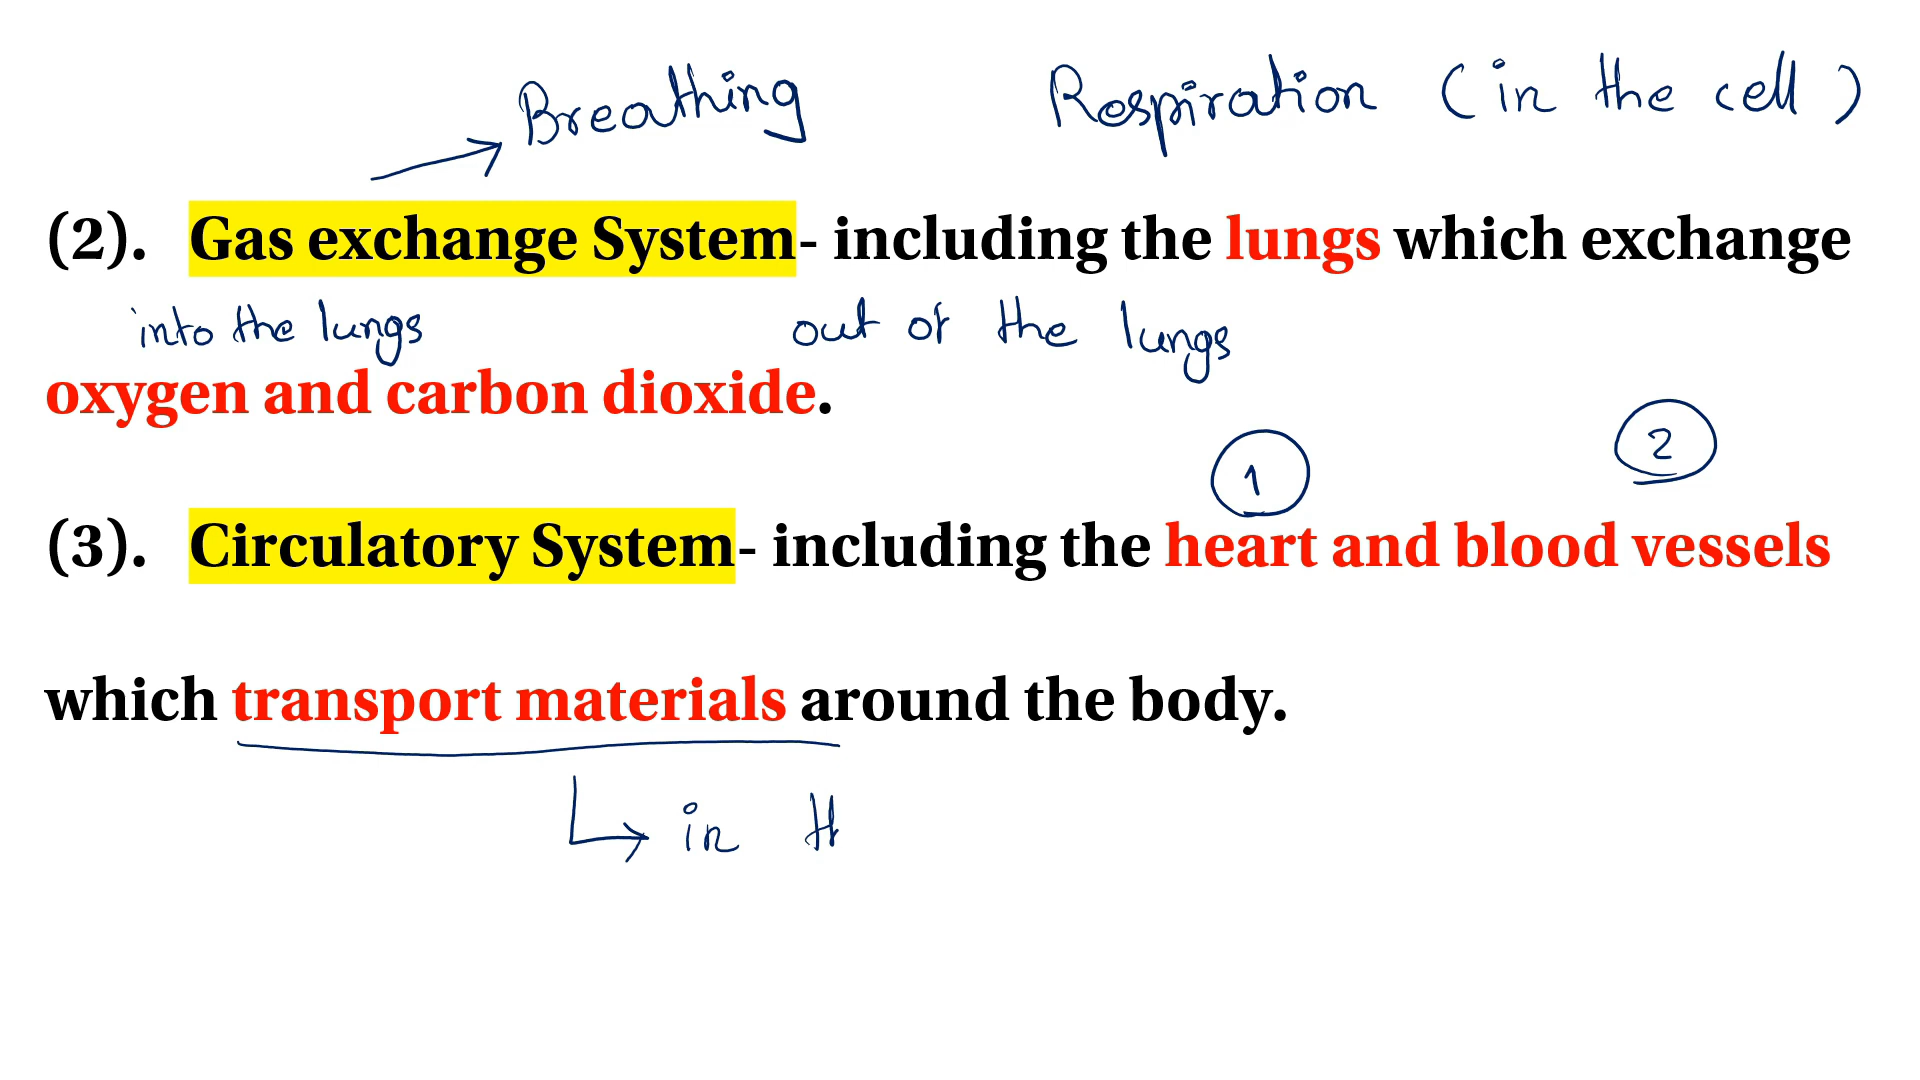 Breathing Respiration (in the cell)
(2). Gas exchange System- including the lungs which exchange
into the lungs out of the lungs
oxygen and carbon dioxide.
1 2
(3). Circulatory System- including the heart and blood vessels
which transport materials around the body.
in